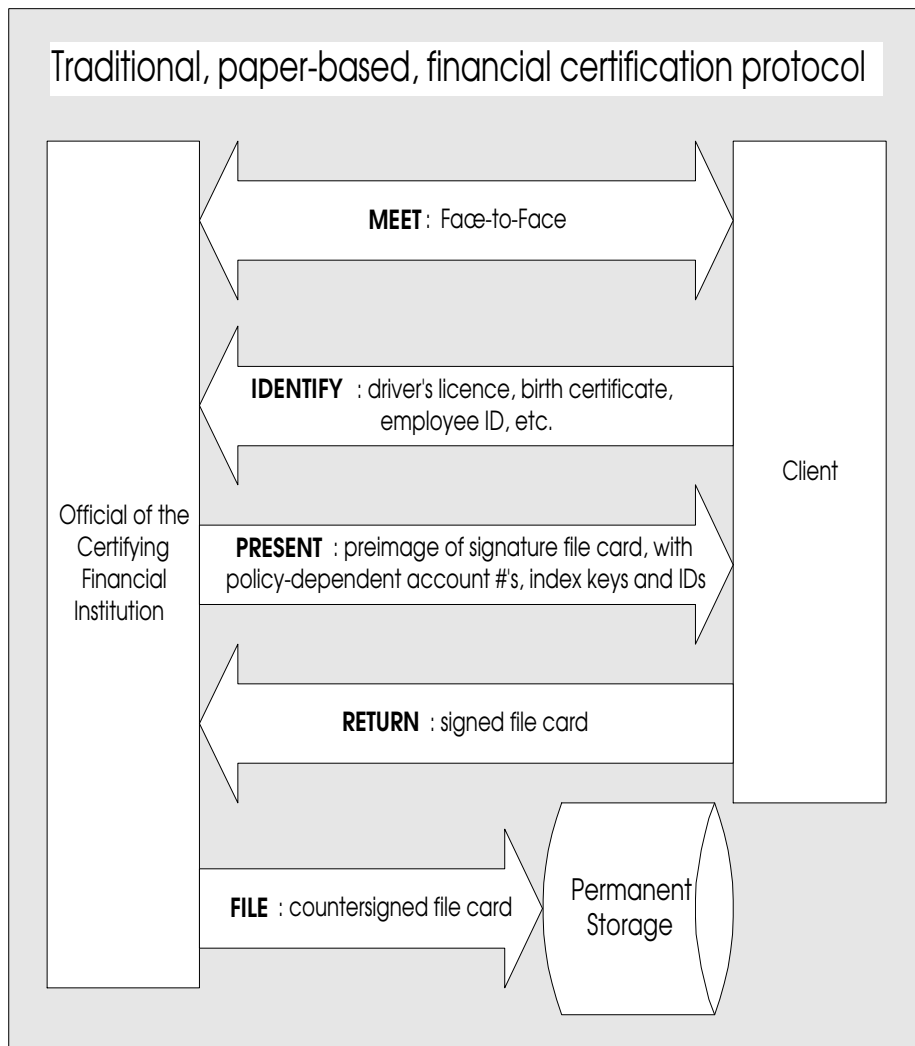 Traditional, paper-based, financial certification protocol
MEET : Face-to-Face
IDENTIFY : driver's licence, birth certificate,
employee ID, etc.
Client
Official of the
Certifying
Financial
Institution
PRESENT : preimage of signature file card, with
policy-dependent account #'s, index keys and IDs
RETURN : signed file card
FILE : countersigned file card
Permanent
Storage